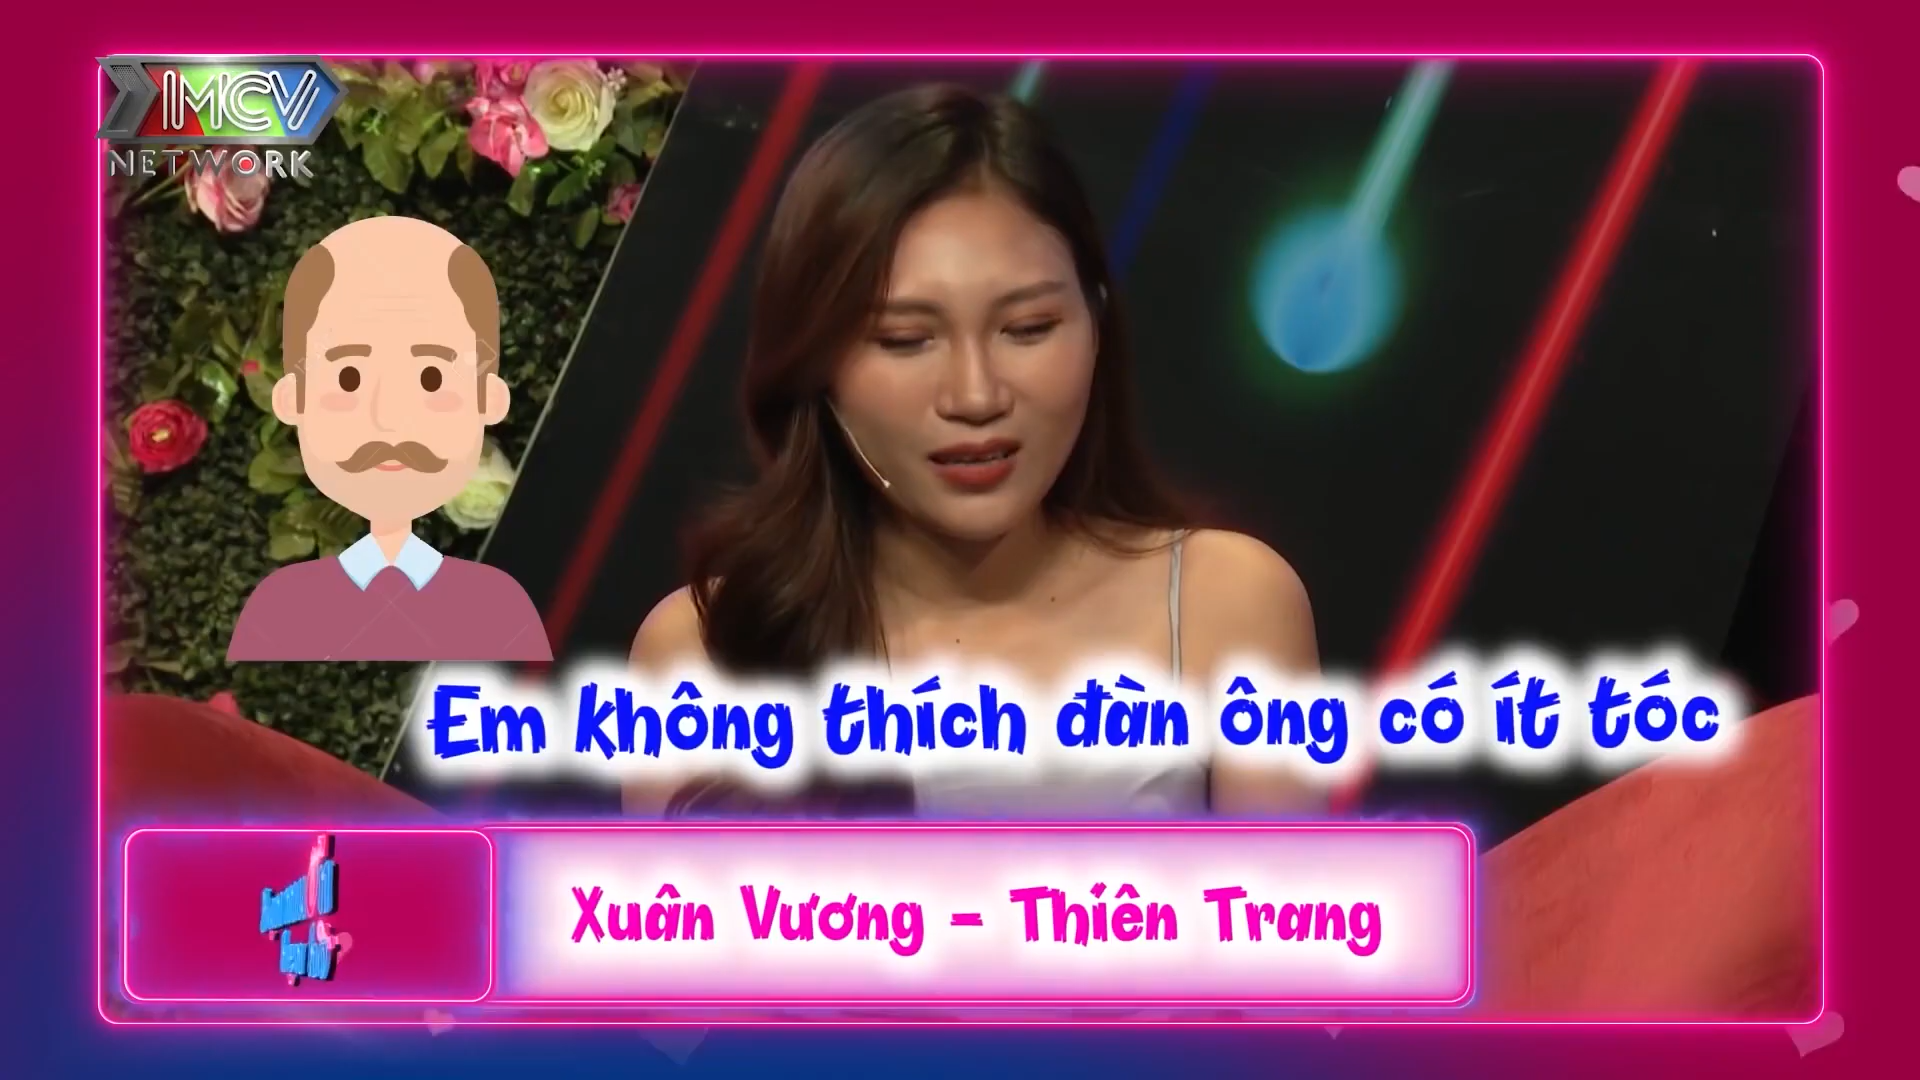 MCV
NETWORK
Em không thích đàn ông có ít tóc
Xuân Vương - Thiên Trang